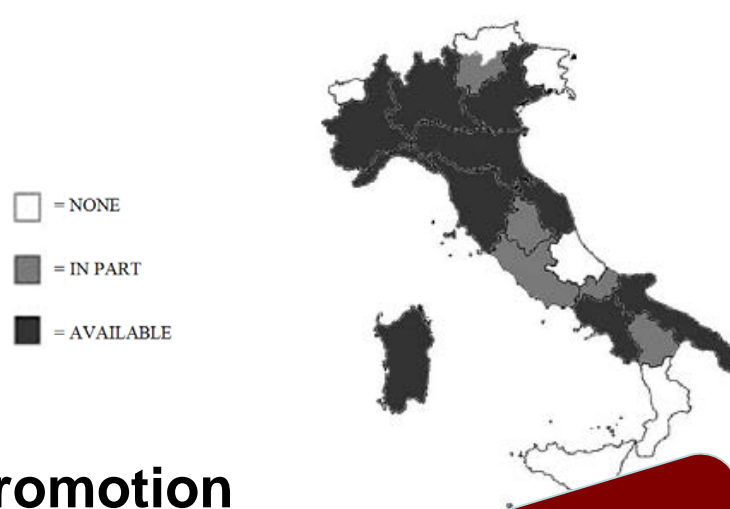 = NONE
= IN PART
= AVAILABLE
romotion